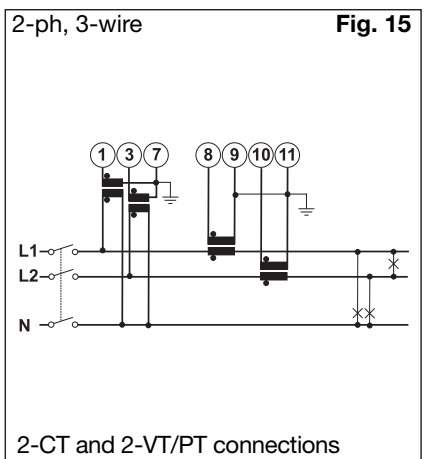 2-ph, 3-wire Fig. 15
1 3 7 8 9 10 11
L1
L2
N
2-CT and 2-VT/PT connections